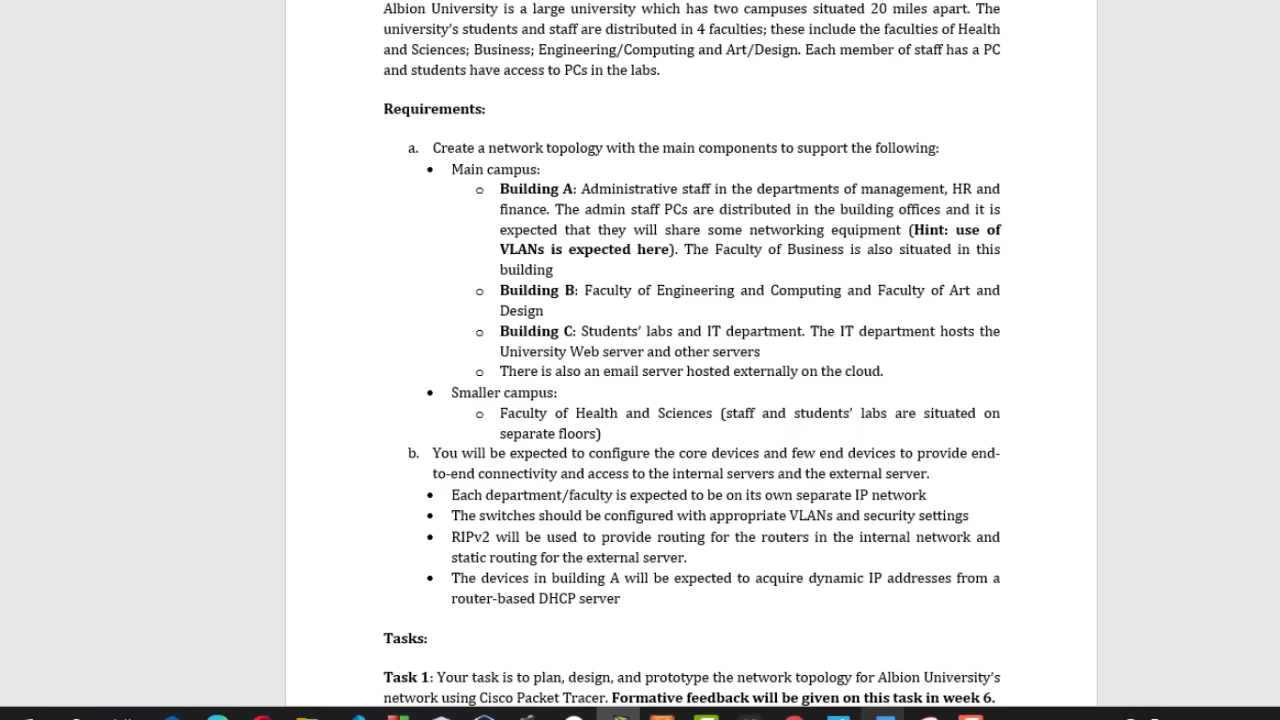 Albion University is a large university which has two campuses situated 20 miles apart. The
university's students and staff are distributed in 4 faculties; these include the faculties of Health
and Sciences; Business; Engineering/Computing and Art/Design. Each member of staff has a PC
and students have access to PCs in the labs.
Requirements:
a. Create a network topology with the main components to support the following:
• Main campus:
o Building A: Administrative staff in the departments of management, HR and
finance. The admin staff PCs are distributed in the building offices and it is
expected that they will share some networking equipment (Hint: use of
VLANs is expected here). The Faculty of Business is also situated in this
building
o Building B: Faculty of Engineering and Computing and Faculty of Art and
Design
o Building C: Students' labs and IT department. The IT department hosts the
University Web server and other servers
o There is also an email server hosted externally on the cloud.
• Smaller campus:
o Faculty of Health and Sciences (staff and students' labs are situated on
separate floors)
b. You will be expected to configure the core devices and few end devices to provide end-
to-end connectivity and access to the internal servers and the external server.
• Each department/faculty is expected to be on its own separate IP network
• The switches should be configured with appropriate VLANs and security settings
• RIPv2 will be used to provide routing for the routers in the internal network and
static routing for the external server.
• The devices in building A will be expected to acquire dynamic IP addresses from a
router-based DHCP server
Tasks:
Task 1: Your task is to plan, design, and prototype the network topology for Albion University's
network using Cisco Packet Tracer. Formative feedback will be given on this task in week 6.